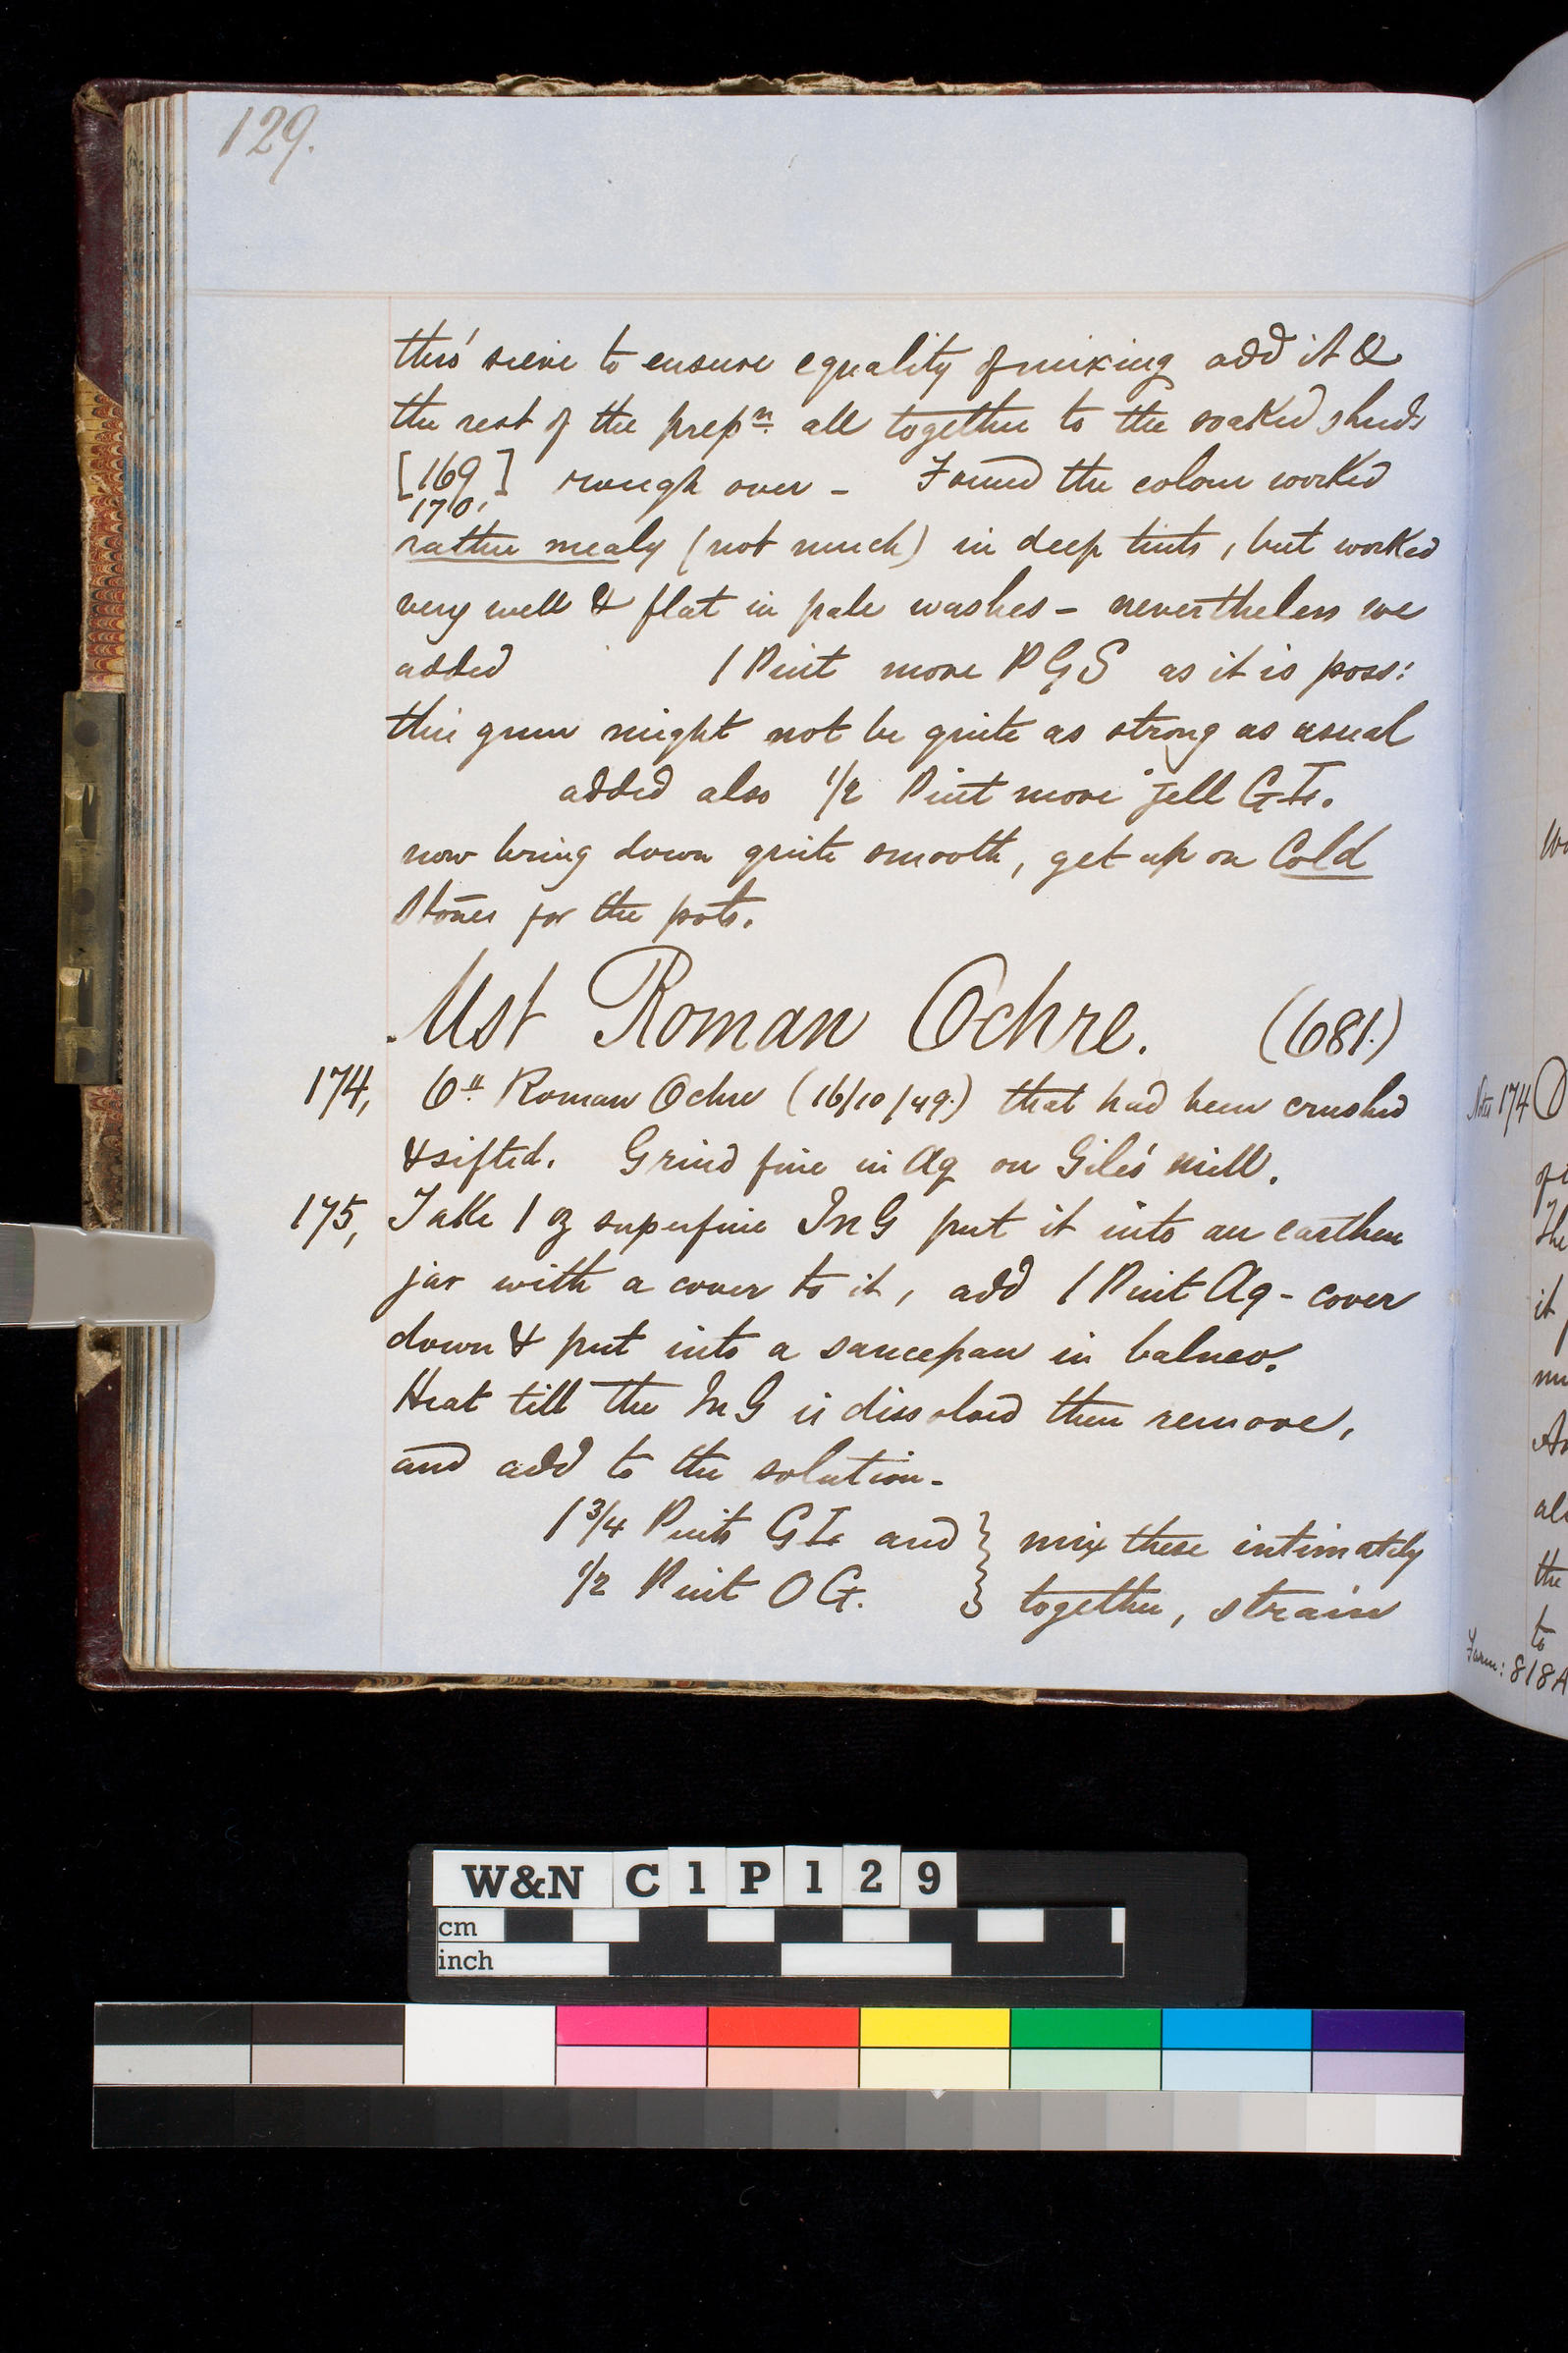 129.
thro' sieve to ensure equality of mixing add it &
the rest of the prepn. all together to the soaked shreds
[169] rough over - Found the colour worked
170,
rather mealy (not much) in deep tints, but worked
very well & flat in pale washes - nevertheless we
added 1 Pint more PGS as it is poss:
this gum might not be quite as strong as usual
added also 1/2 Pint more jell G
now bring down quite smooth, get up on Cold
Stones for the pots.
Mst Roman Ochre. (681.)
174, 6 Roman Ochre (16/10/49.) that had been crushed
& sifted. Grind fine in Aq on Giles' mill.
175, Take 1 oz superfine InG put it into an earthen
jar with a cover to it, add 1 Pint Aq - cover
down & put into a saucepan in balneo.
Heat till the InG is dissolved then remove,
and add to the solution -
1 3/4 Pints G and } mix these intimately
1/2 Pint OG. } together, strain
Wi
Note 174
of
The
it
mu
al
the
to
818A
W&N C1P129
cm
inch